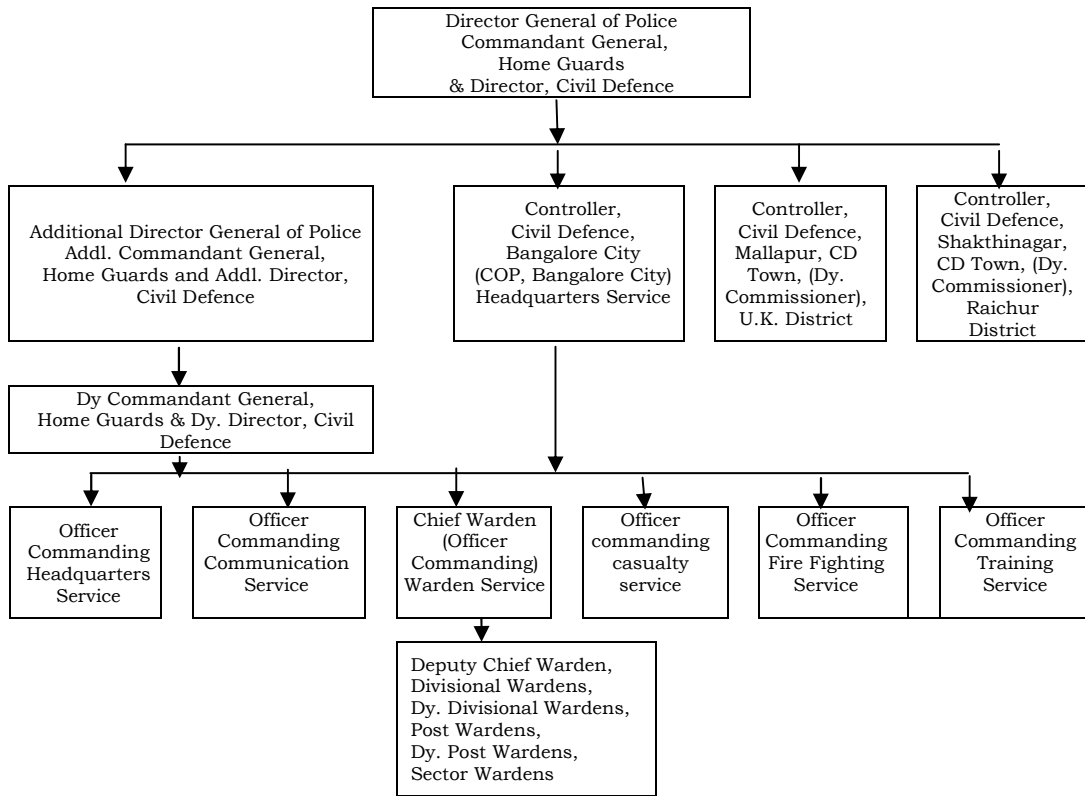 Director General of Police
Commandant General,
Home Guards
& Director, Civil Defence
Additional Director General of Police
Addl. Commandant General,
Home Guards and Addl. Director,
Civil Defence
Controller,
Civil Defence,
Bangalore City
(COP, Bangalore City)
Headquarters Service
Controller,
Civil Defence,
Mallapur, CD
Town, (Dy.
Commissioner),
U.K. District
Controller,
Civil Defence,
Shakthinagar,
CD Town, (Dy.
Commissioner),
Raichur
District
Dy Commandant General,
Home Guards & Dy. Director, Civil
Defence
Officer
Commanding
Headquarters
Service
Officer
Commanding
Communication
Service
Chief Warden
(Officer
Commanding)
Warden Service
Officer
commanding
casualty
service
Officer
Commanding
Fire Fighting
Service
Officer
Commanding
Training
Service
Deputy Chief Warden,
Divisional Wardens,
Dy. Divisional Wardens,
Post Wardens,
Dy. Post Wardens,
Sector Wardens